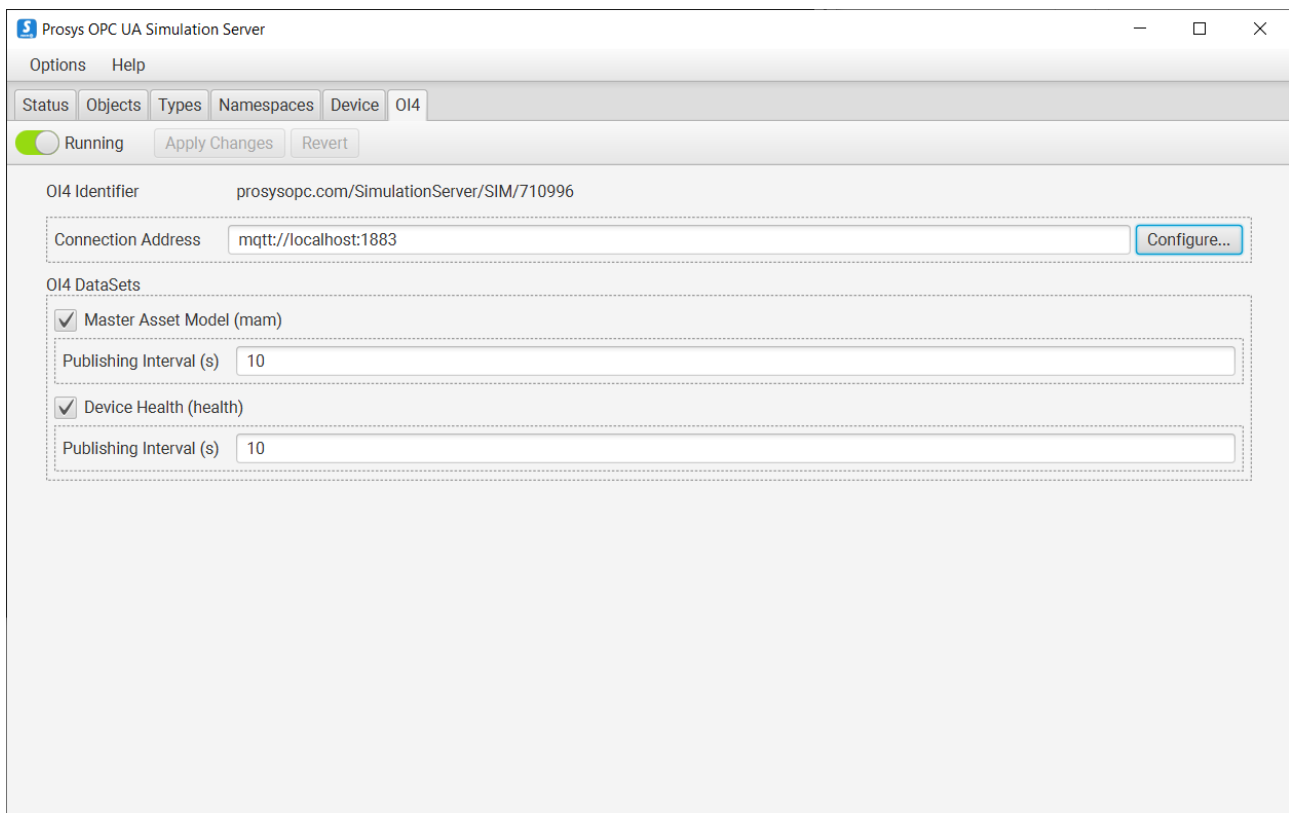 Prosys OPC UA Simulation Server
Options Help
Status Objects Types Namespaces Device OI4
Running Apply Changes Revert
OI4 Identifier prosysopc.com/SimulationServer/SIM/710996
Connection Address mqtt://localhost:1883 Configure...
OI4 DataSets
Master Asset Model (mam)
Publishing Interval (s) 10
Device Health (health)
Publishing Interval (s) 10